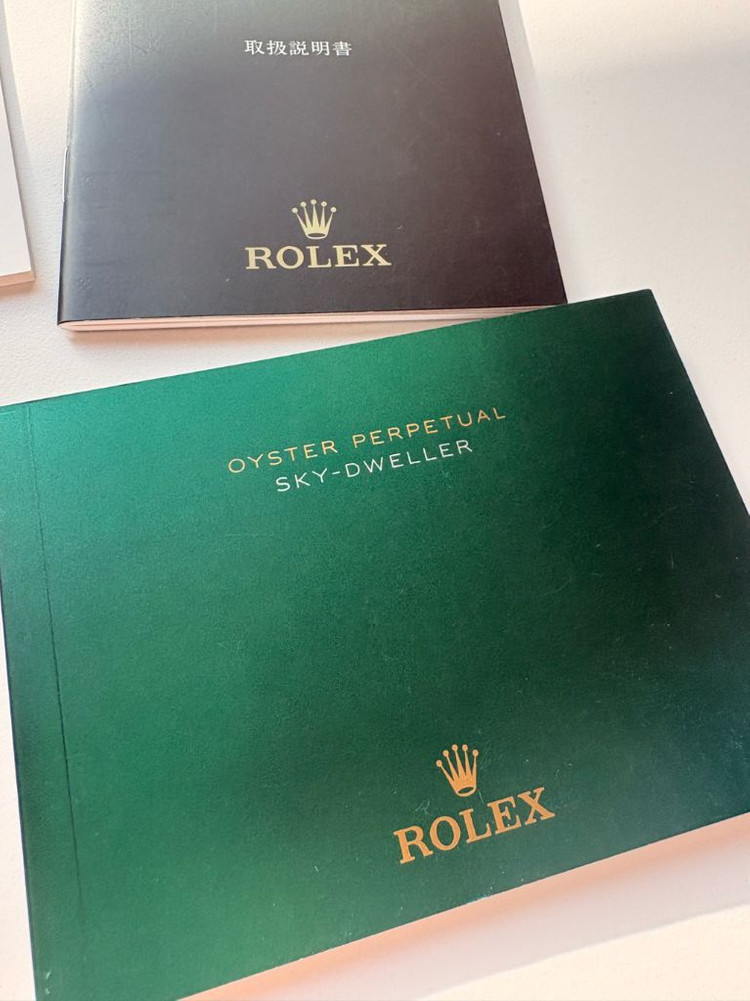 取扱説明書
ROLEX
OYSTER PERPETUAL
SKY-DWELLER
ROLEX